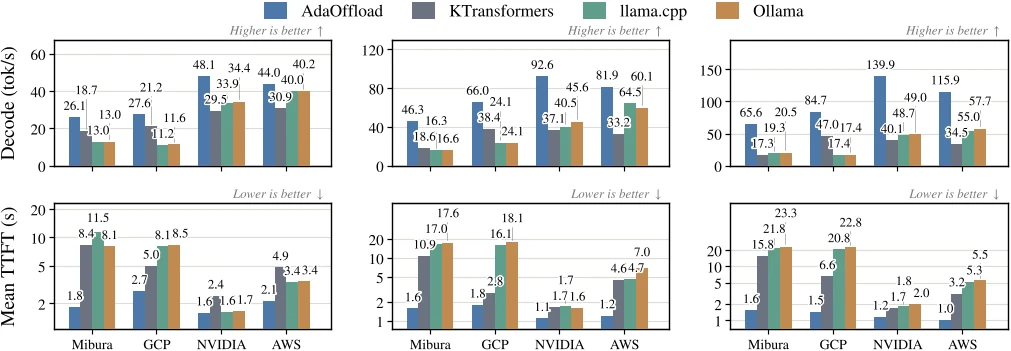 AdaOffload KTransformers llama.cpp Ollama
Higher is better ↑ Higher is better ↑ Higher is better ↑
Decode (tok/s)
60
40
20
0
26.1 18.7 13.0 13.0
27.6 21.2 11.2 11.6
48.1 29.5 33.9 34.4
44.0 30.9 40.0 40.2
120
80
40
0
46.3 18.6 16.3 16.6
66.0 38.4 24.1 24.1
92.6 37.1 40.5 45.6
81.9 33.2 64.5 60.1
150
100
50
0
65.6 17.3 19.3 20.5
84.7 47.0 17.4 17.4
139.9 40.1 48.7 49.0
115.9 34.5 55.0 57.7
Lower is better ↓ Lower is better ↓ Lower is better ↓
Mean TTFT (s)
20
10
5
2
1.8 8.4 11.5 8.1
2.7 5.0 8.1 8.5
1.6 2.4 1.6 1.7
2.1 4.9 3.4 3.4
Mibura GCP NVIDIA AWS
20
10
5
2
1
1.6 10.9 17.0 17.6
1.8 2.8 16.1 18.1
1.1 1.7 1.7 1.6
1.2 4.6 4.7 7.0
Mibura GCP NVIDIA AWS
20
10
5
2
1
1.6 15.8 21.8 23.3
1.5 6.6 20.8 22.8
1.2 1.7 1.8 2.0
1.0 3.2 5.3 5.5
Mibura GCP NVIDIA AWS